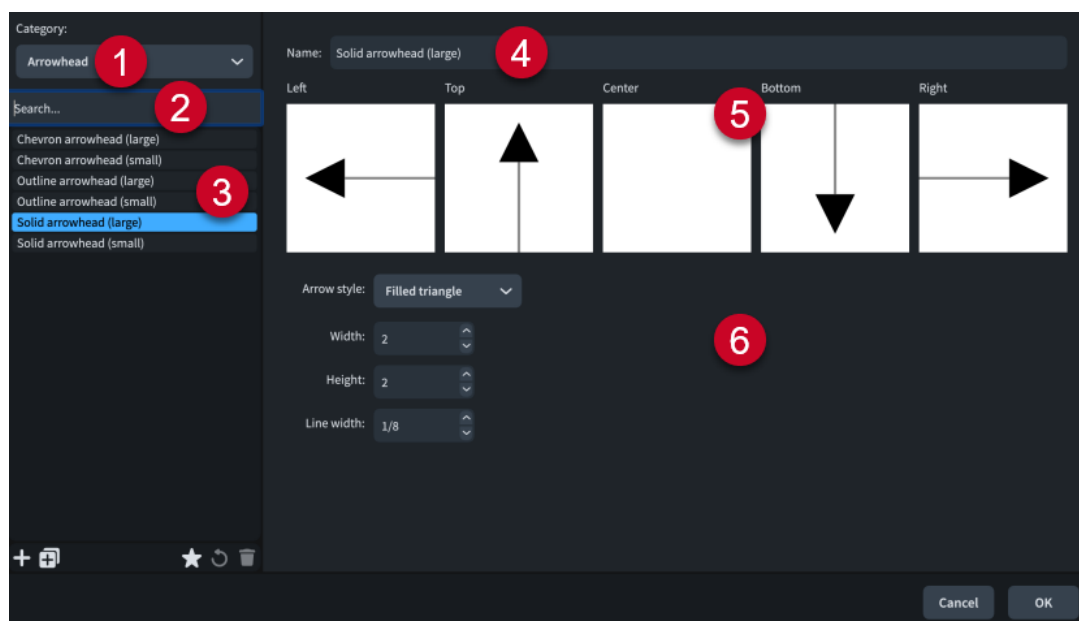 Category:
Arrowhead
1
Search...
2
Chevron arrowhead (large)
Chevron arrowhead (small)
Outline arrowhead (large)
Outline arrowhead (small)
3
Solid arrowhead (large)
Solid arrowhead (small)
Name: Solid arrowhead (large)
4
Left Top Center Bottom Right
5
Arrow style: Filled triangle
Width: 2
6
Height: 2
Line width: 1/8
Cancel OK